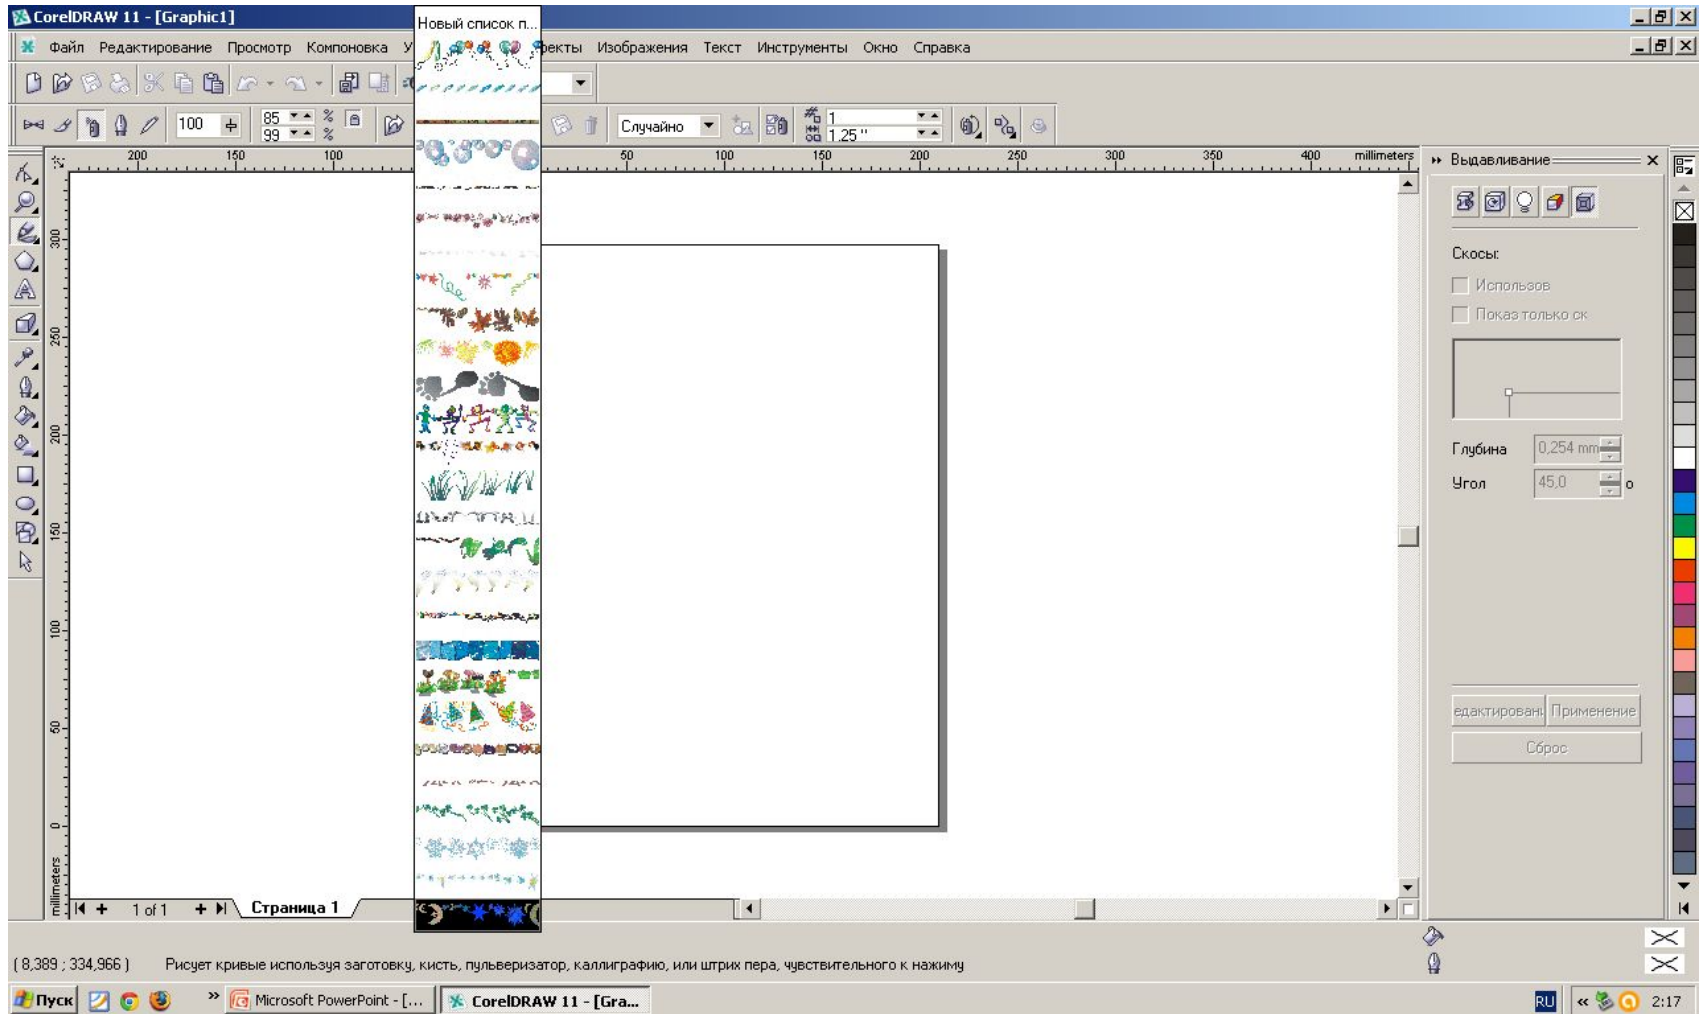 CorelDRAW 11 - [Graphic1]
Новый список п...
Файл Редактирование Просмотр Компоновка У екты Изображения Текст Инструменты Окно Справка
100 85 % 99 % Случайно 1 1.25 "
200 150 100 50 100 150 200 250 300 350 400 millimeters
300
250
200
150
100
50
0
millimeters
Выдавливание
Скосы:
Использов
Показ только ск
Глубина 0,254 mm
Угол 45,0 о
едактировани Применение
Сброс
1 of 1 Страница 1
( 8,389 ; 334,966 ) Рисует кривые используя заготовку, кисть, пульверизатор, каллиграфию, или штрих пера, чувствительного к нажиму
Пуск » Microsoft PowerPoint - [... CorelDRAW 11 - [Gra... RU « 2:17